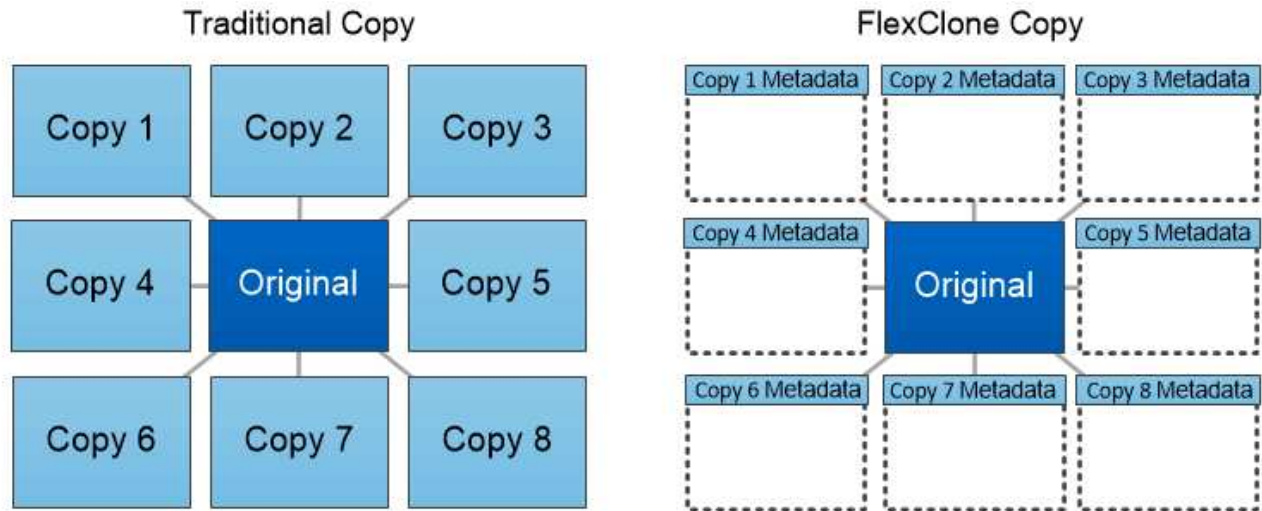 Traditional Copy
Copy 1
Copy 2
Copy 3
Copy 4
Original
Copy 5
Copy 6
Copy 7
Copy 8
FlexClone Copy
Copy 1 Metadata
Copy 2 Metadata
Copy 3 Metadata
Copy 4 Metadata
Original
Copy 5 Metadata
Copy 6 Metadata
Copy 7 Metadata
Copy 8 Metadata